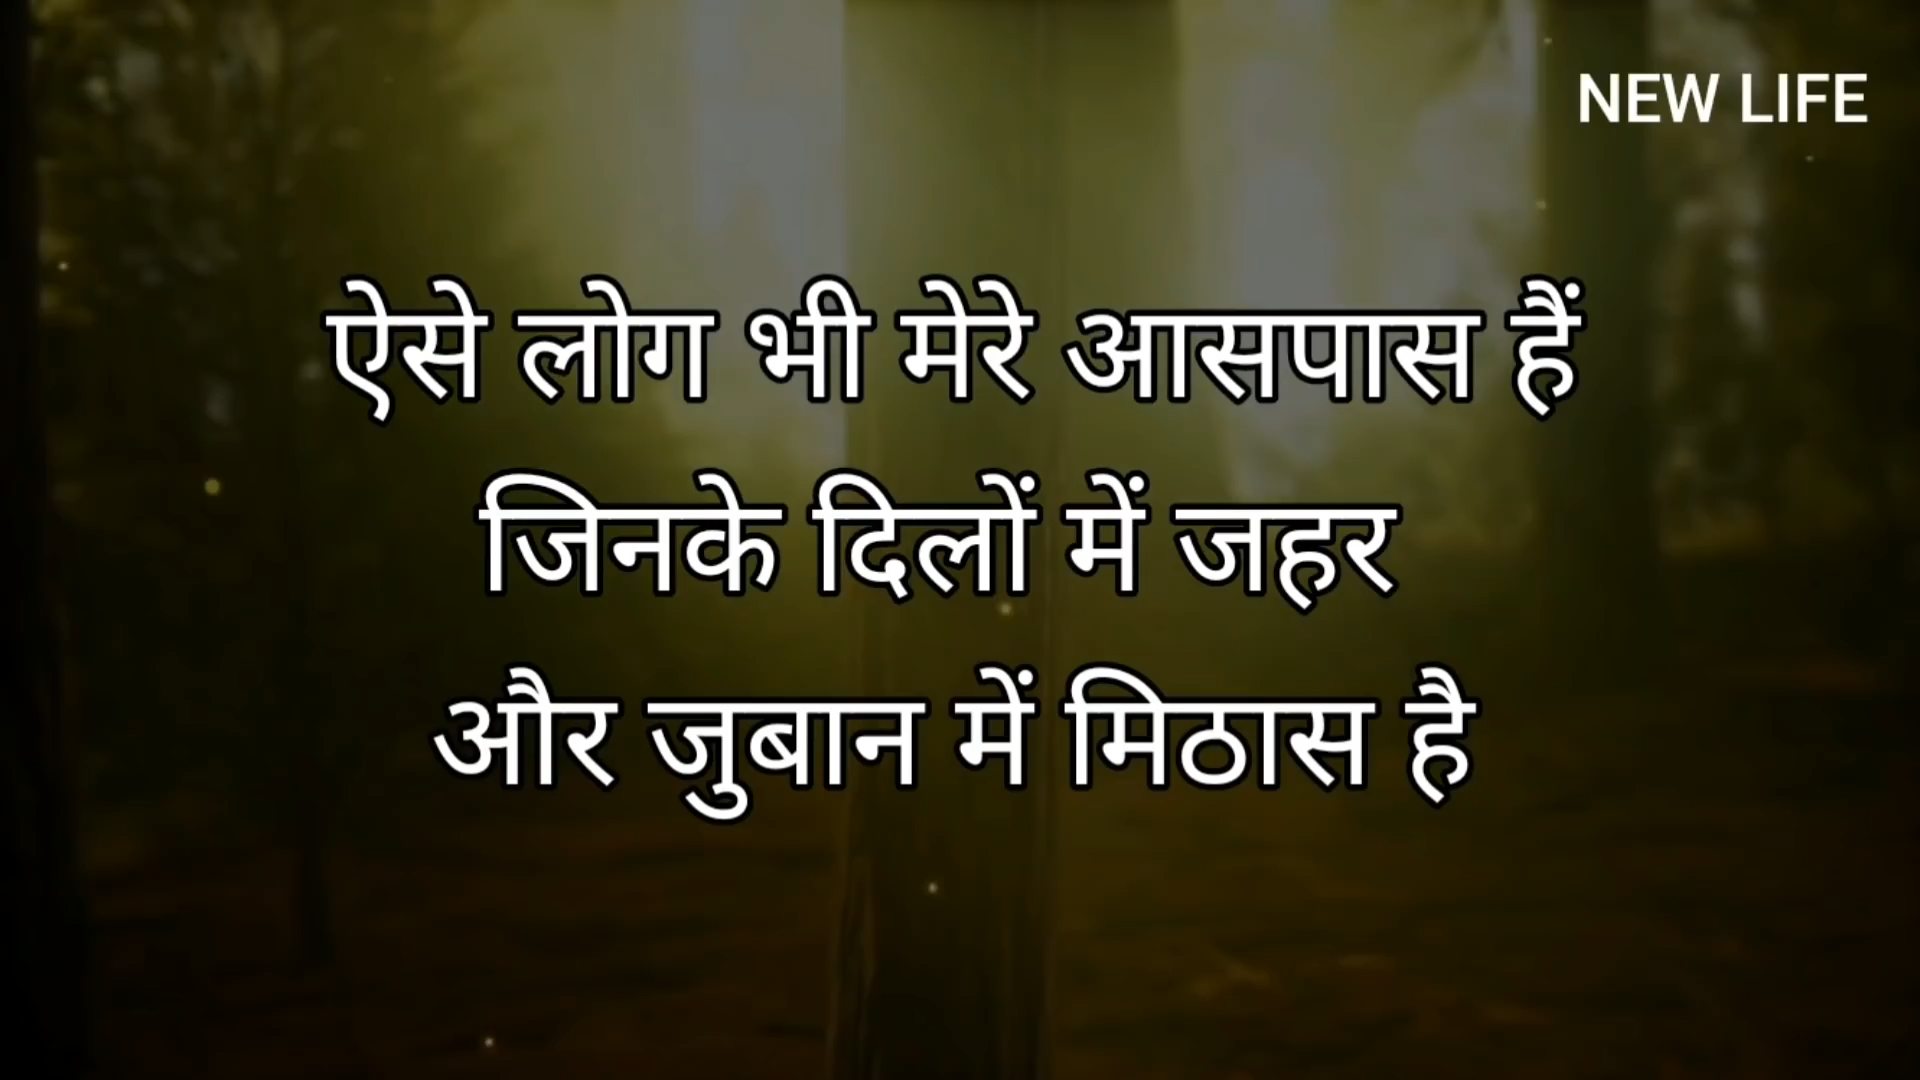 NEW LIFE
ऐसे लोग भी मेरे आसपास हैं
जिनके दिलों में जहर
और जुबान में मिठास है